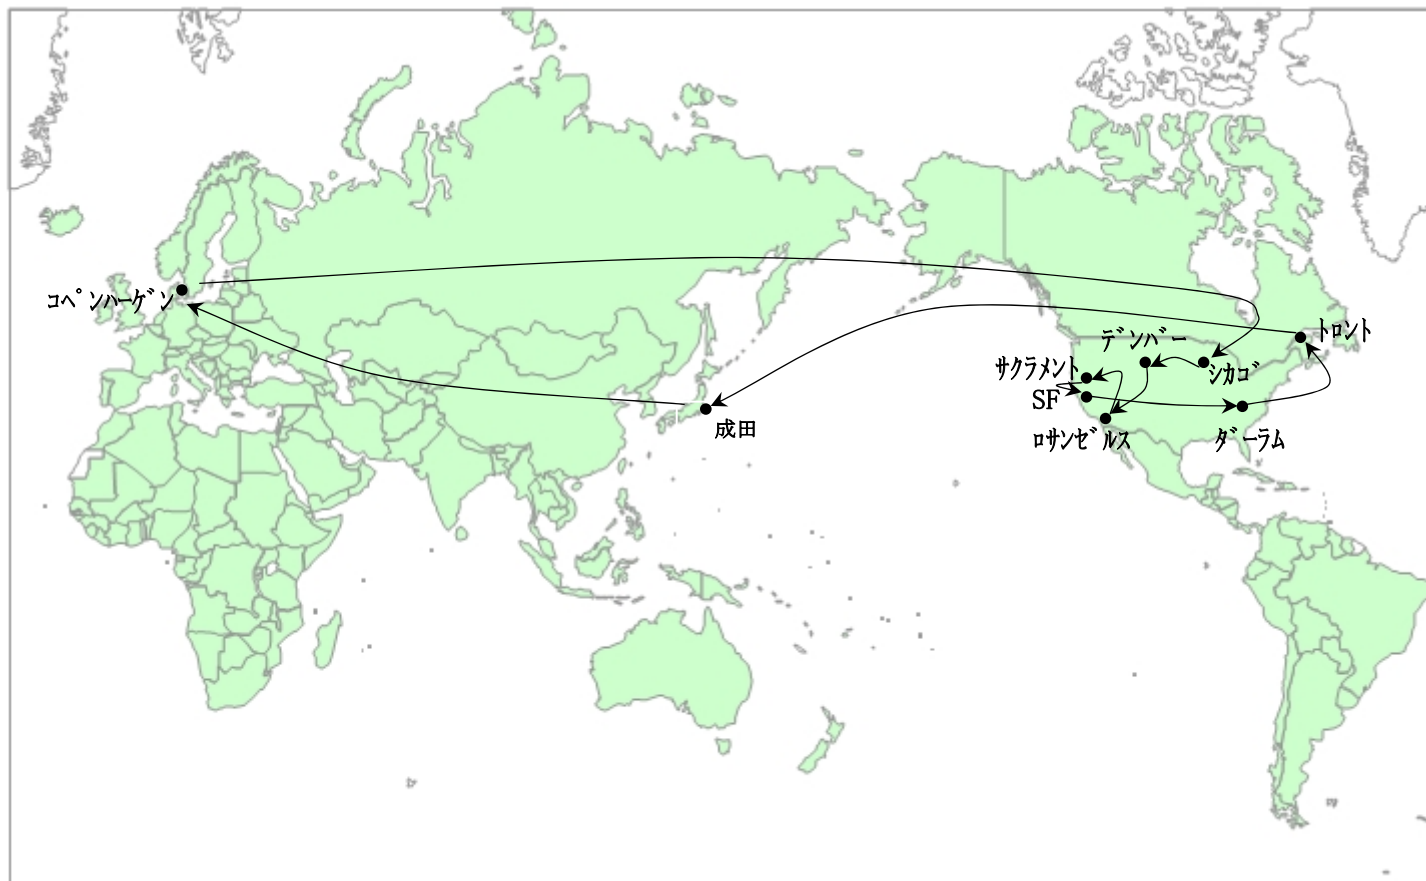 コペンハーゲン
トロント
デンバー
サクラメント
シカゴ
SF
成田
ロサンゼルス
ダーラム